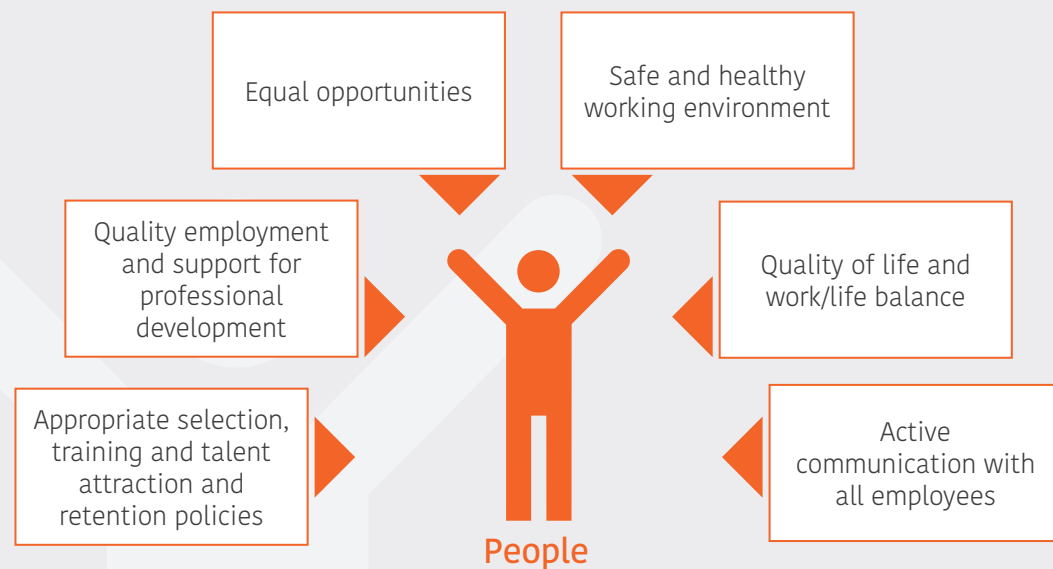 Equal opportunities
Safe and healthy
working environment
Quality employment
and support for
professional
development
Quality of life and
work/life balance
Appropriate selection,
training and talent
attraction and
retention policies
Active
communication with
all employees
People